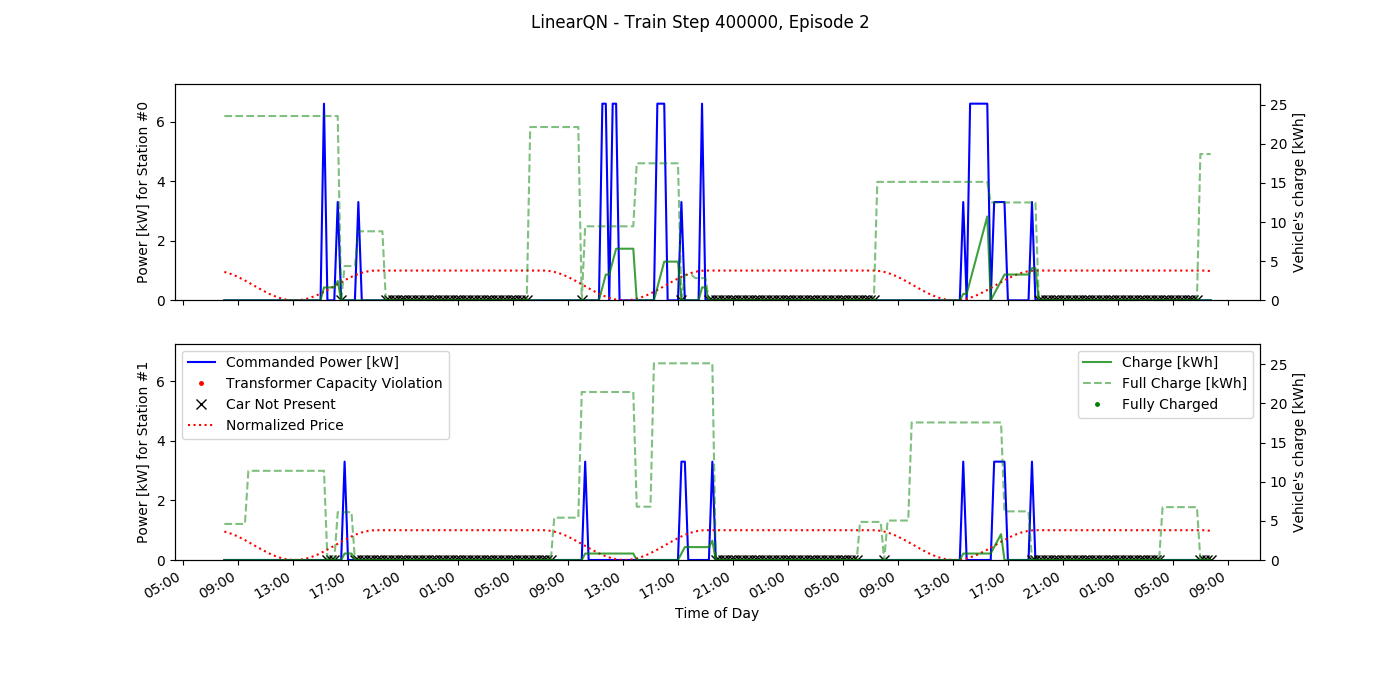 LinearQN - Train Step 400000, Episode 2
Power [kW] for Station #0
0
2
4
6
0
5
10
15
20
25
Vehicle's charge [kWh]
Power [kW] for Station #1
0
2
4
6
Commanded Power [kW]
Transformer Capacity Violation
Car Not Present
Normalized Price
Charge [kWh]
Full Charge [kWh]
Fully Charged
0
5
10
15
20
25
Vehicle's charge [kWh]
05:00 09:00 13:00 17:00 21:00 01:00 05:00 09:00 13:00 17:00 21:00 01:00 05:00 09:00 13:00 17:00 21:00 01:00 05:00 09:00
Time of Day